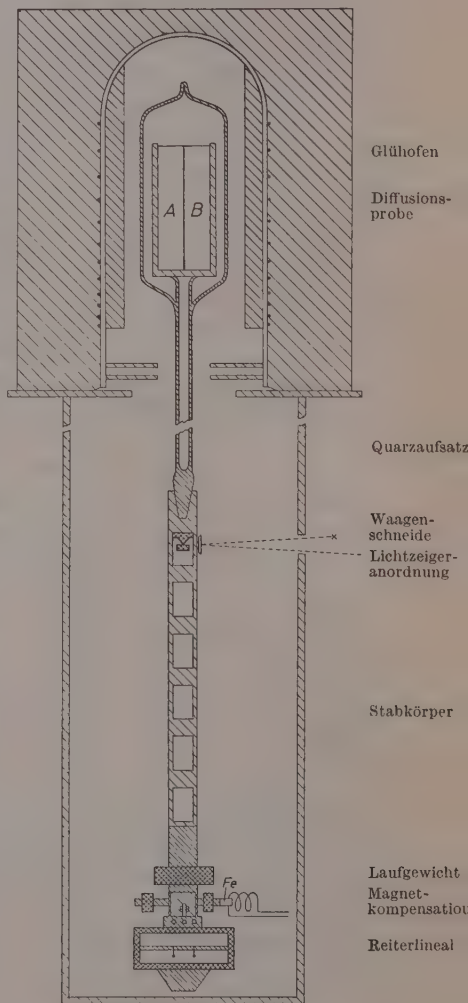 Glühofen
A B
Diffusions-
probe
Quarzaufsatz
Waagen-
schneide
Lichtzeiger-
anordnung
Stabkörper
Laufgewicht
Fe
Magnet-
kompensation
Reiterlineal